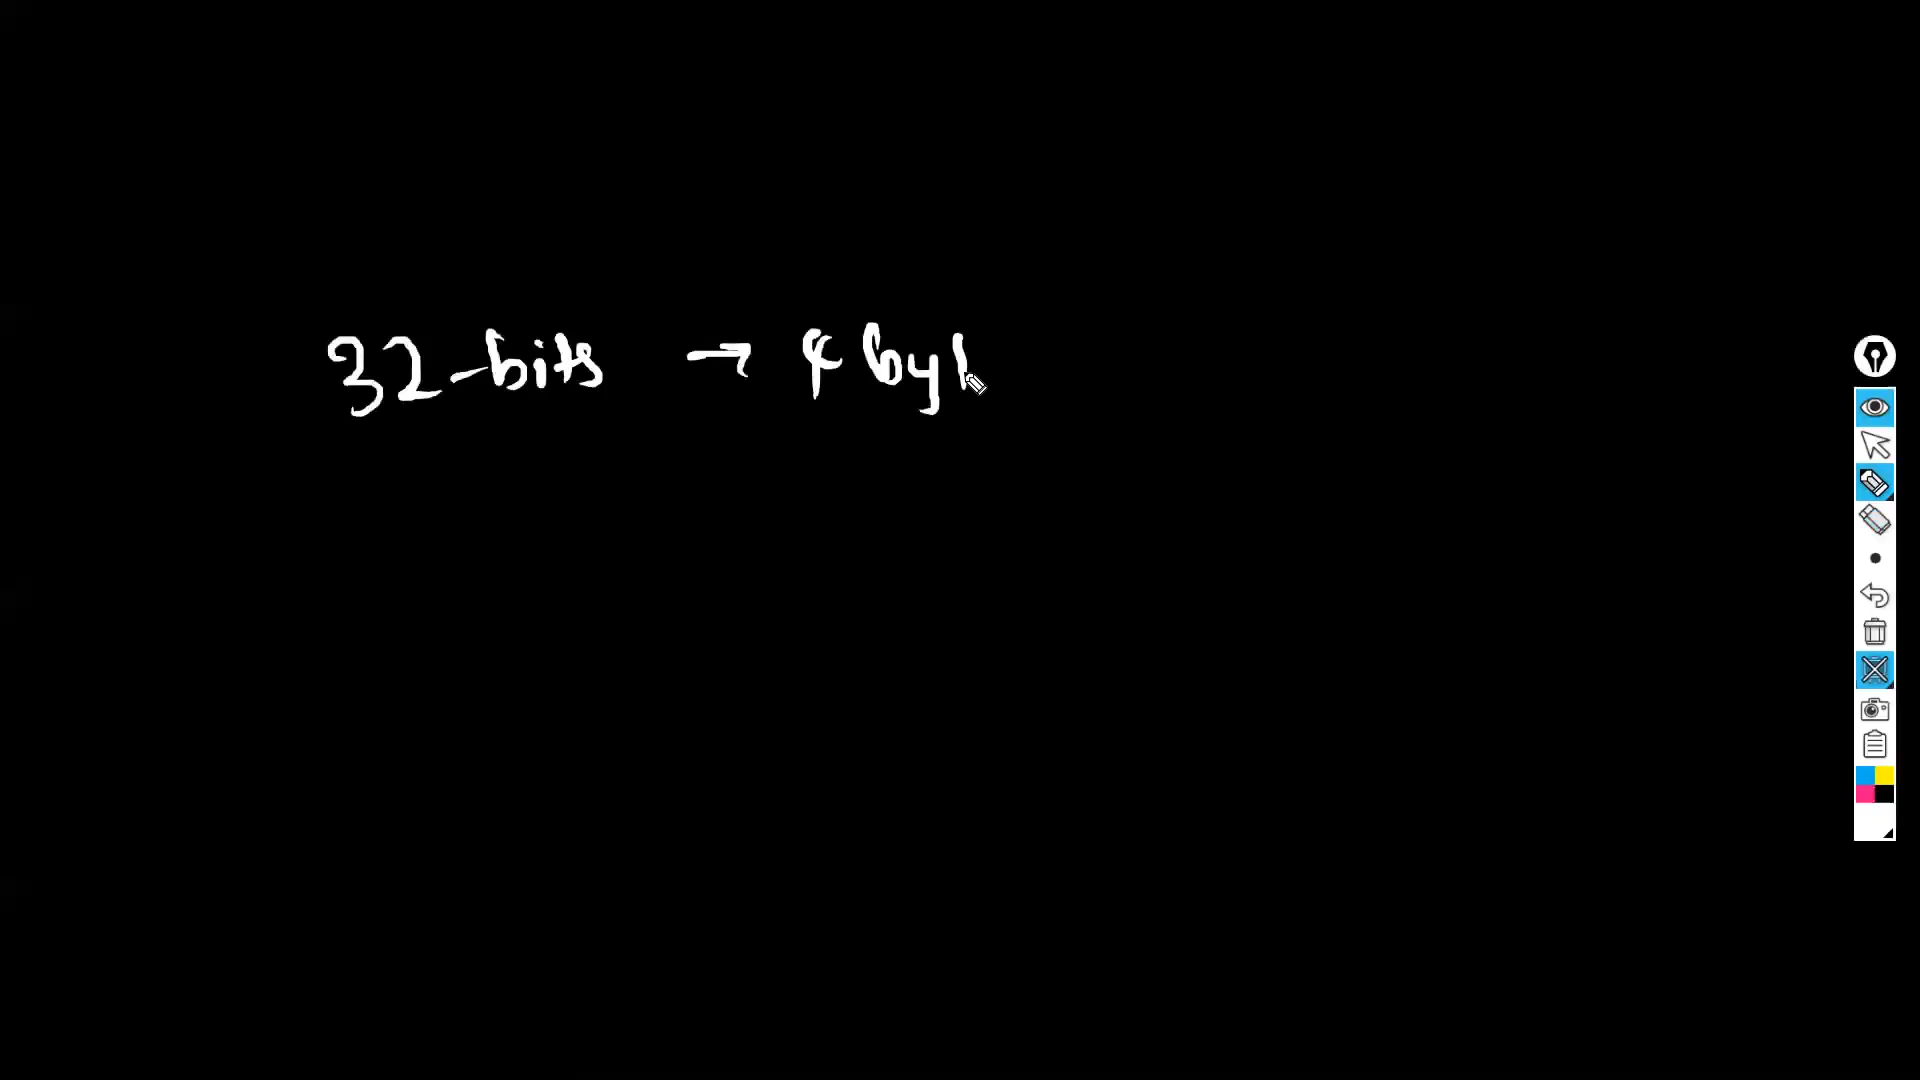 32-bits → 4 byt